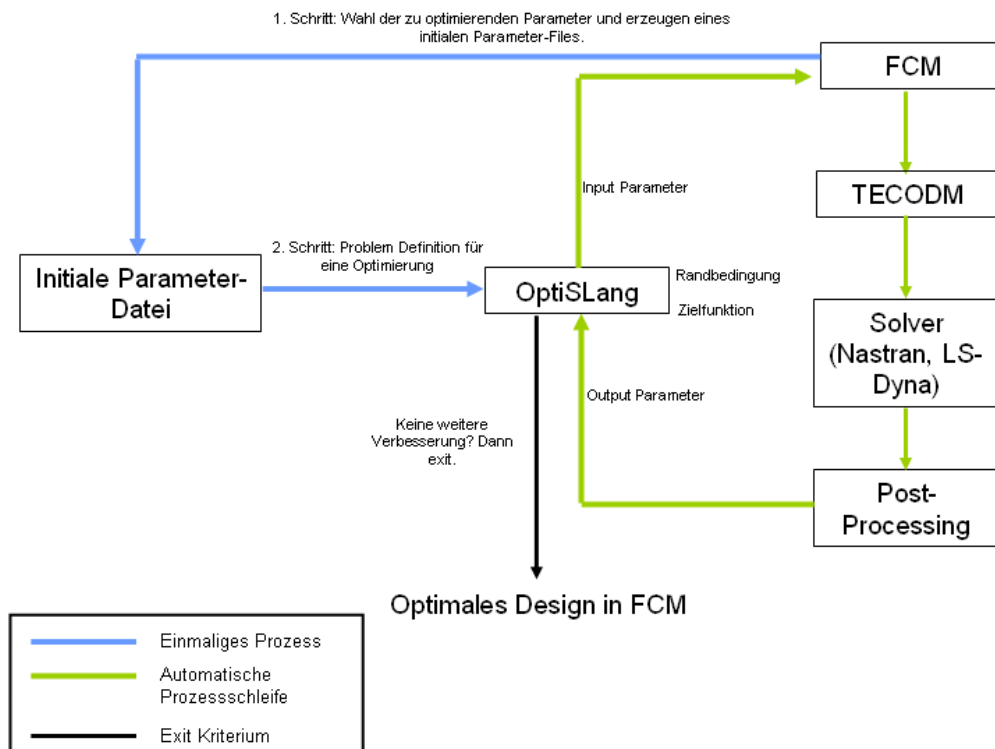 1. Schritt: Wahl der zu optimierenden Parameter und erzeugen eines
initialen Parameter-Files.
FCM
Input Parameter
TECODM
2. Schritt: Problem Definition für
eine Optimierung
Initiale Parameter-
Datei
OptiSLang
Randbedingung
Zielfunktion
Solver
(Nastran, LS-
Dyna)
Output Parameter
Keine weitere
Verbesserung? Dann
exit.
Post-
Processing
Optimales Design in FCM
Einmaliges Prozess
Automatische
Prozessschleife
Exit Kriterium